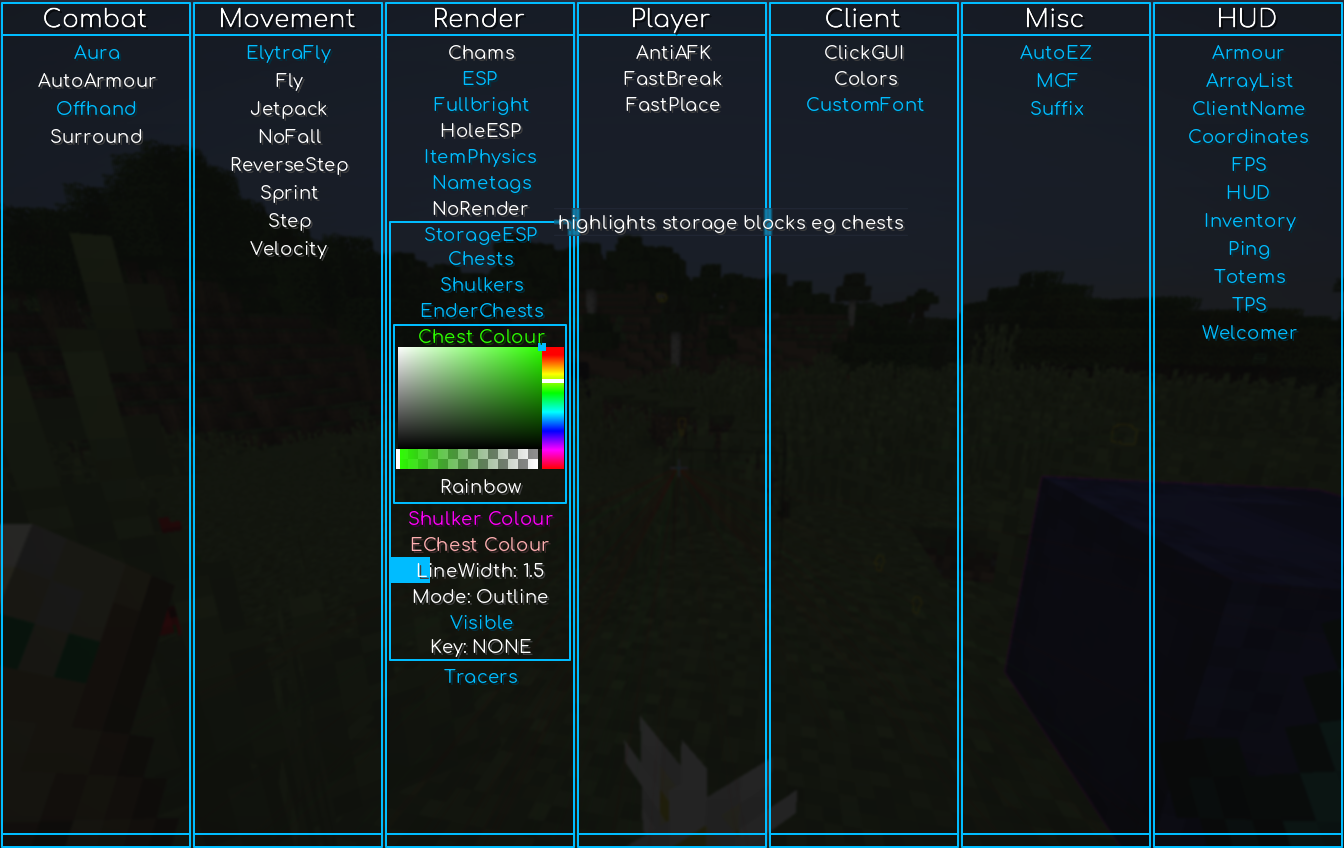 Combat
Aura
AutoArmour
Offhand
Surround
Movement
ElytraFly
Fly
Jetpack
NoFall
ReverseStep
Sprint
Step
Velocity
Render
Chams
ESP
Fullbright
HoleESP
ItemPhysics
Nametags
NoRender
StorageESP
highlights storage blocks eg chests
Chests
Shulkers
EnderChests
Chest Colour
Rainbow
Shulker Colour
EChest Colour
LineWidth: 1.5
Mode: Outline
Visible
Key: NONE
Tracers
Player
AntiAFK
FastBreak
FastPlace
Client
ClickGUI
Colors
CustomFont
Misc
AutoEZ
MCF
Suffix
HUD
Armour
ArrayList
ClientName
Coordinates
FPS
HUD
Inventory
Ping
Totems
TPS
Welcomer